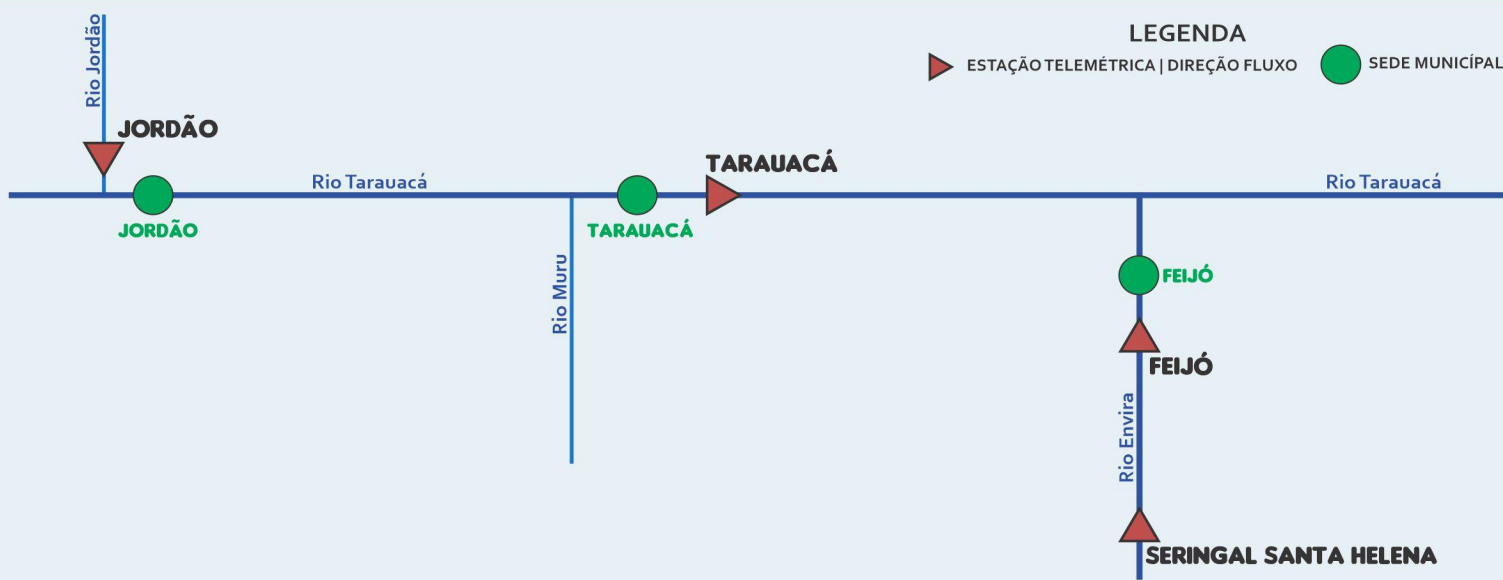 LEGENDA
ESTAÇÃO TELEMÉTRICA | DIREÇÃO FLUXO
SEDE MUNICÍPAL
Rio Jordão
JORDÃO
JORDÃO
Rio Tarauacá
Rio Muru
TARAUACÁ
TARAUACÁ
Rio Tarauacá
FEIJÓ
FEIJÓ
Rio Envira
SERINGAL SANTA HELENA